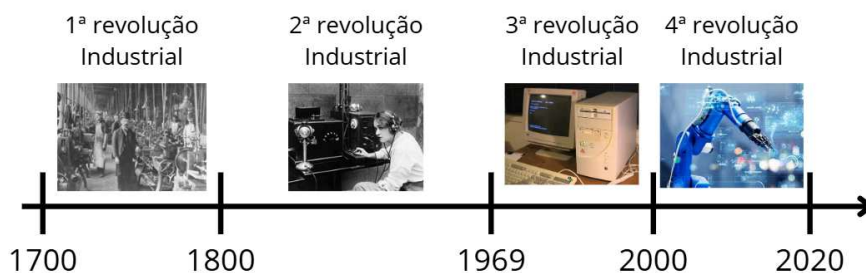 1ª revolução
Industrial
2ª revolução
Industrial
3ª revolução
Industrial
4ª revolução
Industrial
1700
1800
1969
2000
2020